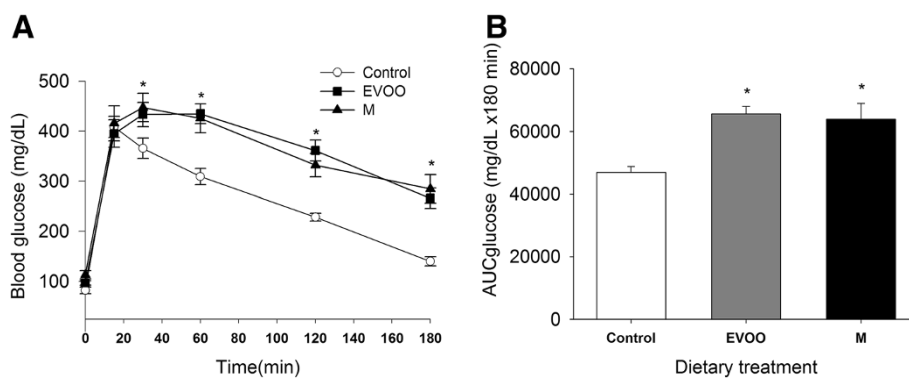 A
Blood glucose (mg/dL)
500
400
300
200
100
0
20
40
60
80
100
120
140
160
180
Time(min)
Control
EVOO
M
*
*
*
*
B
AUCglucose (mg/dL x180 min)
80000
60000
40000
20000
0
*
*
Control
EVOO
M
Dietary treatment